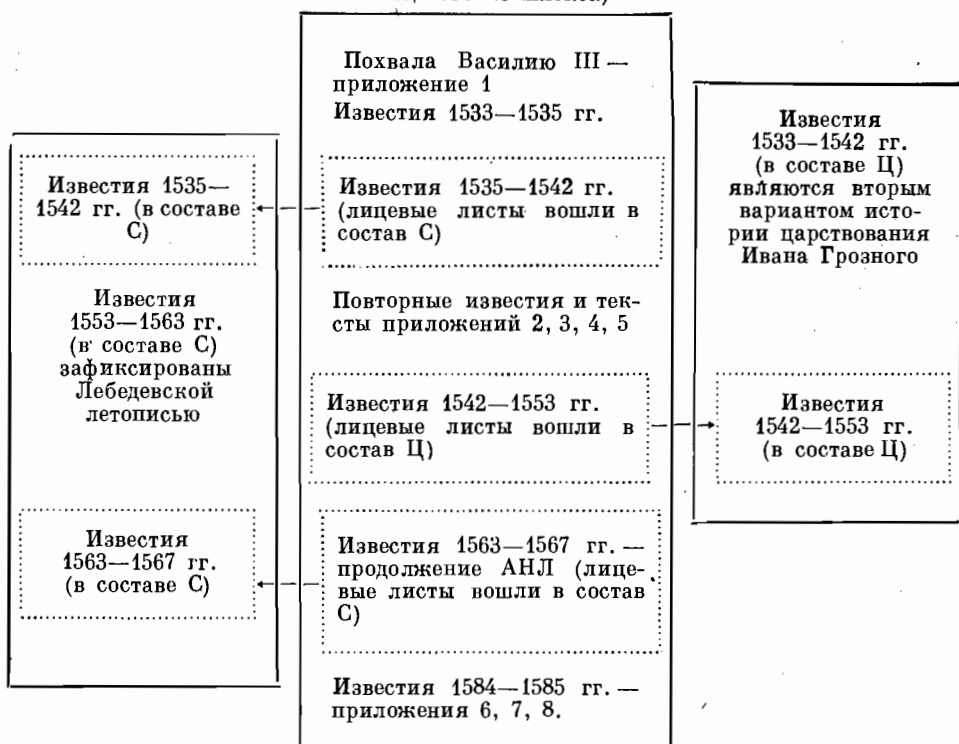 Похвала Василию III —
приложение 1
Известия 1533—1535 гг.
Известия 1535—
1542 гг. (в составе
С)
Известия
1553—1563 гг.
(в составе С)
зафиксированы
Лебедевской
летописью
Известия
1563—1567 гг.
(в составе С)
Известия 1535—1542 гг.
(лицевые листы вошли в
состав С)
Повторные известия и тек-
сты приложений 2, 3, 4, 5
Известия 1542—1553 гг.
(лицевые листы вошли в
состав Ц)
Известия 1563—1567 гг. —
продолжение АНЛ (лице-
вые листы вошли в состав
С)
Известия 1584—1585 гг. —
приложения 6, 7, 8.
Известия
1533—1542 гг.
(в составе Ц)
являются вторым
вариантом исто-
рии царствования
Ивана Грозного
Известия
1542—1553 гг.
(в составе Ц)